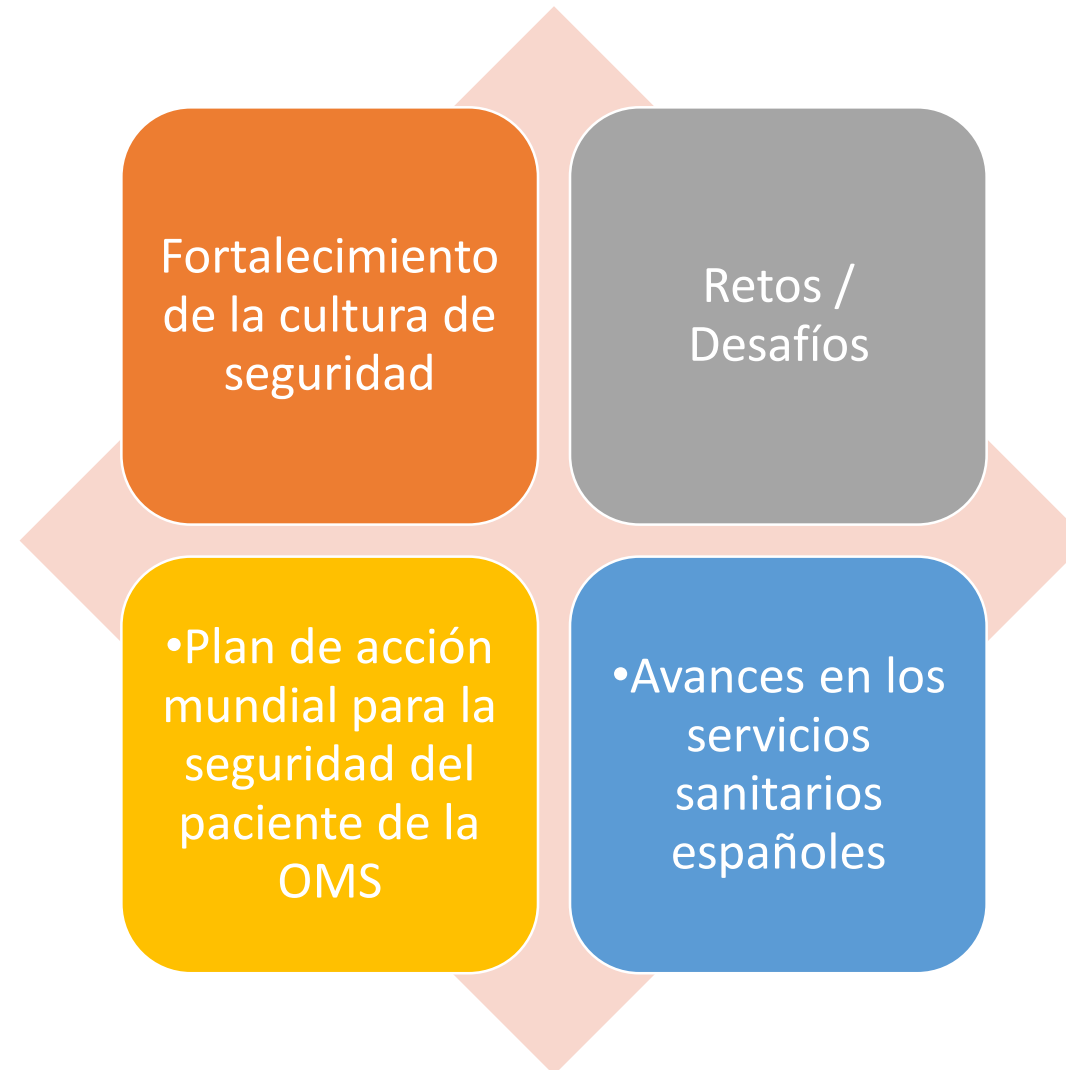 Fortalecimiento
de la cultura de
seguridad
Retos /
Desafíos
•Plan de acción
mundial para la
seguridad del
paciente de la
OMS
•Avances en los
servicios
sanitarios
españoles